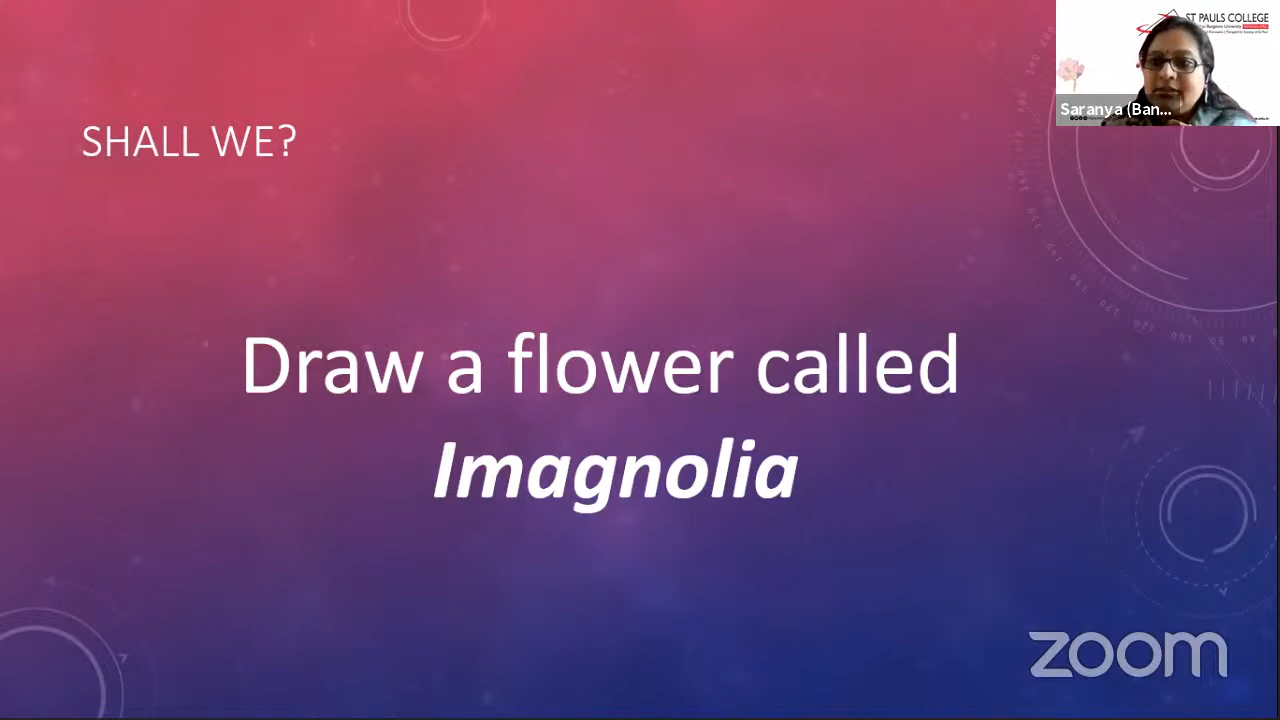 ST PAULS COLLEGE
Saranya (Ban...
SHALL WE?
Draw a flower called
Imagnolia
zoom